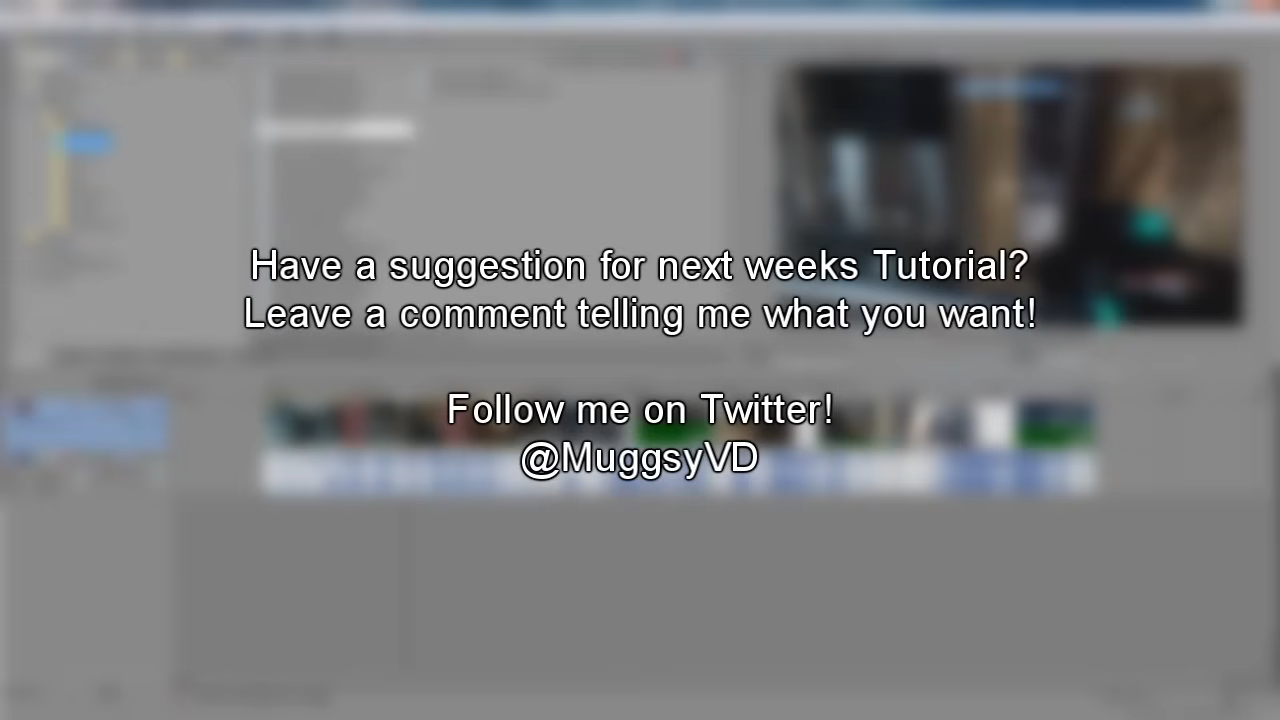 Have a suggestion for next weeks Tutorial?
Leave a comment telling me what you want!
Follow me on Twitter!
@MuggsyVD